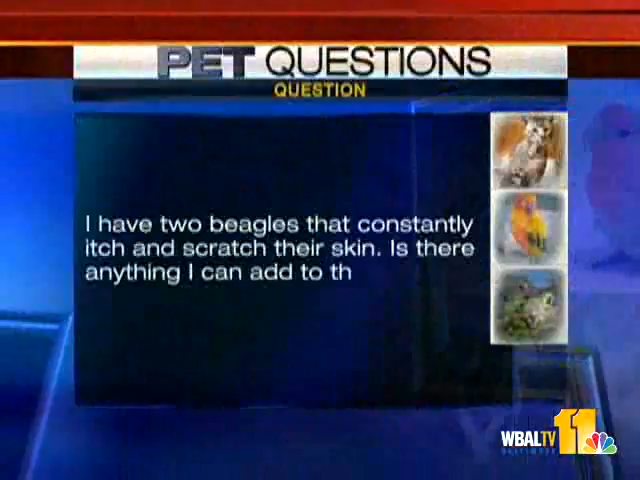 PET QUESTIONS
QUESTION
I have two beagles that constantly
itch and scratch their skin. Is there
anything I can add to th
WBALTV 11
BALTIMORE